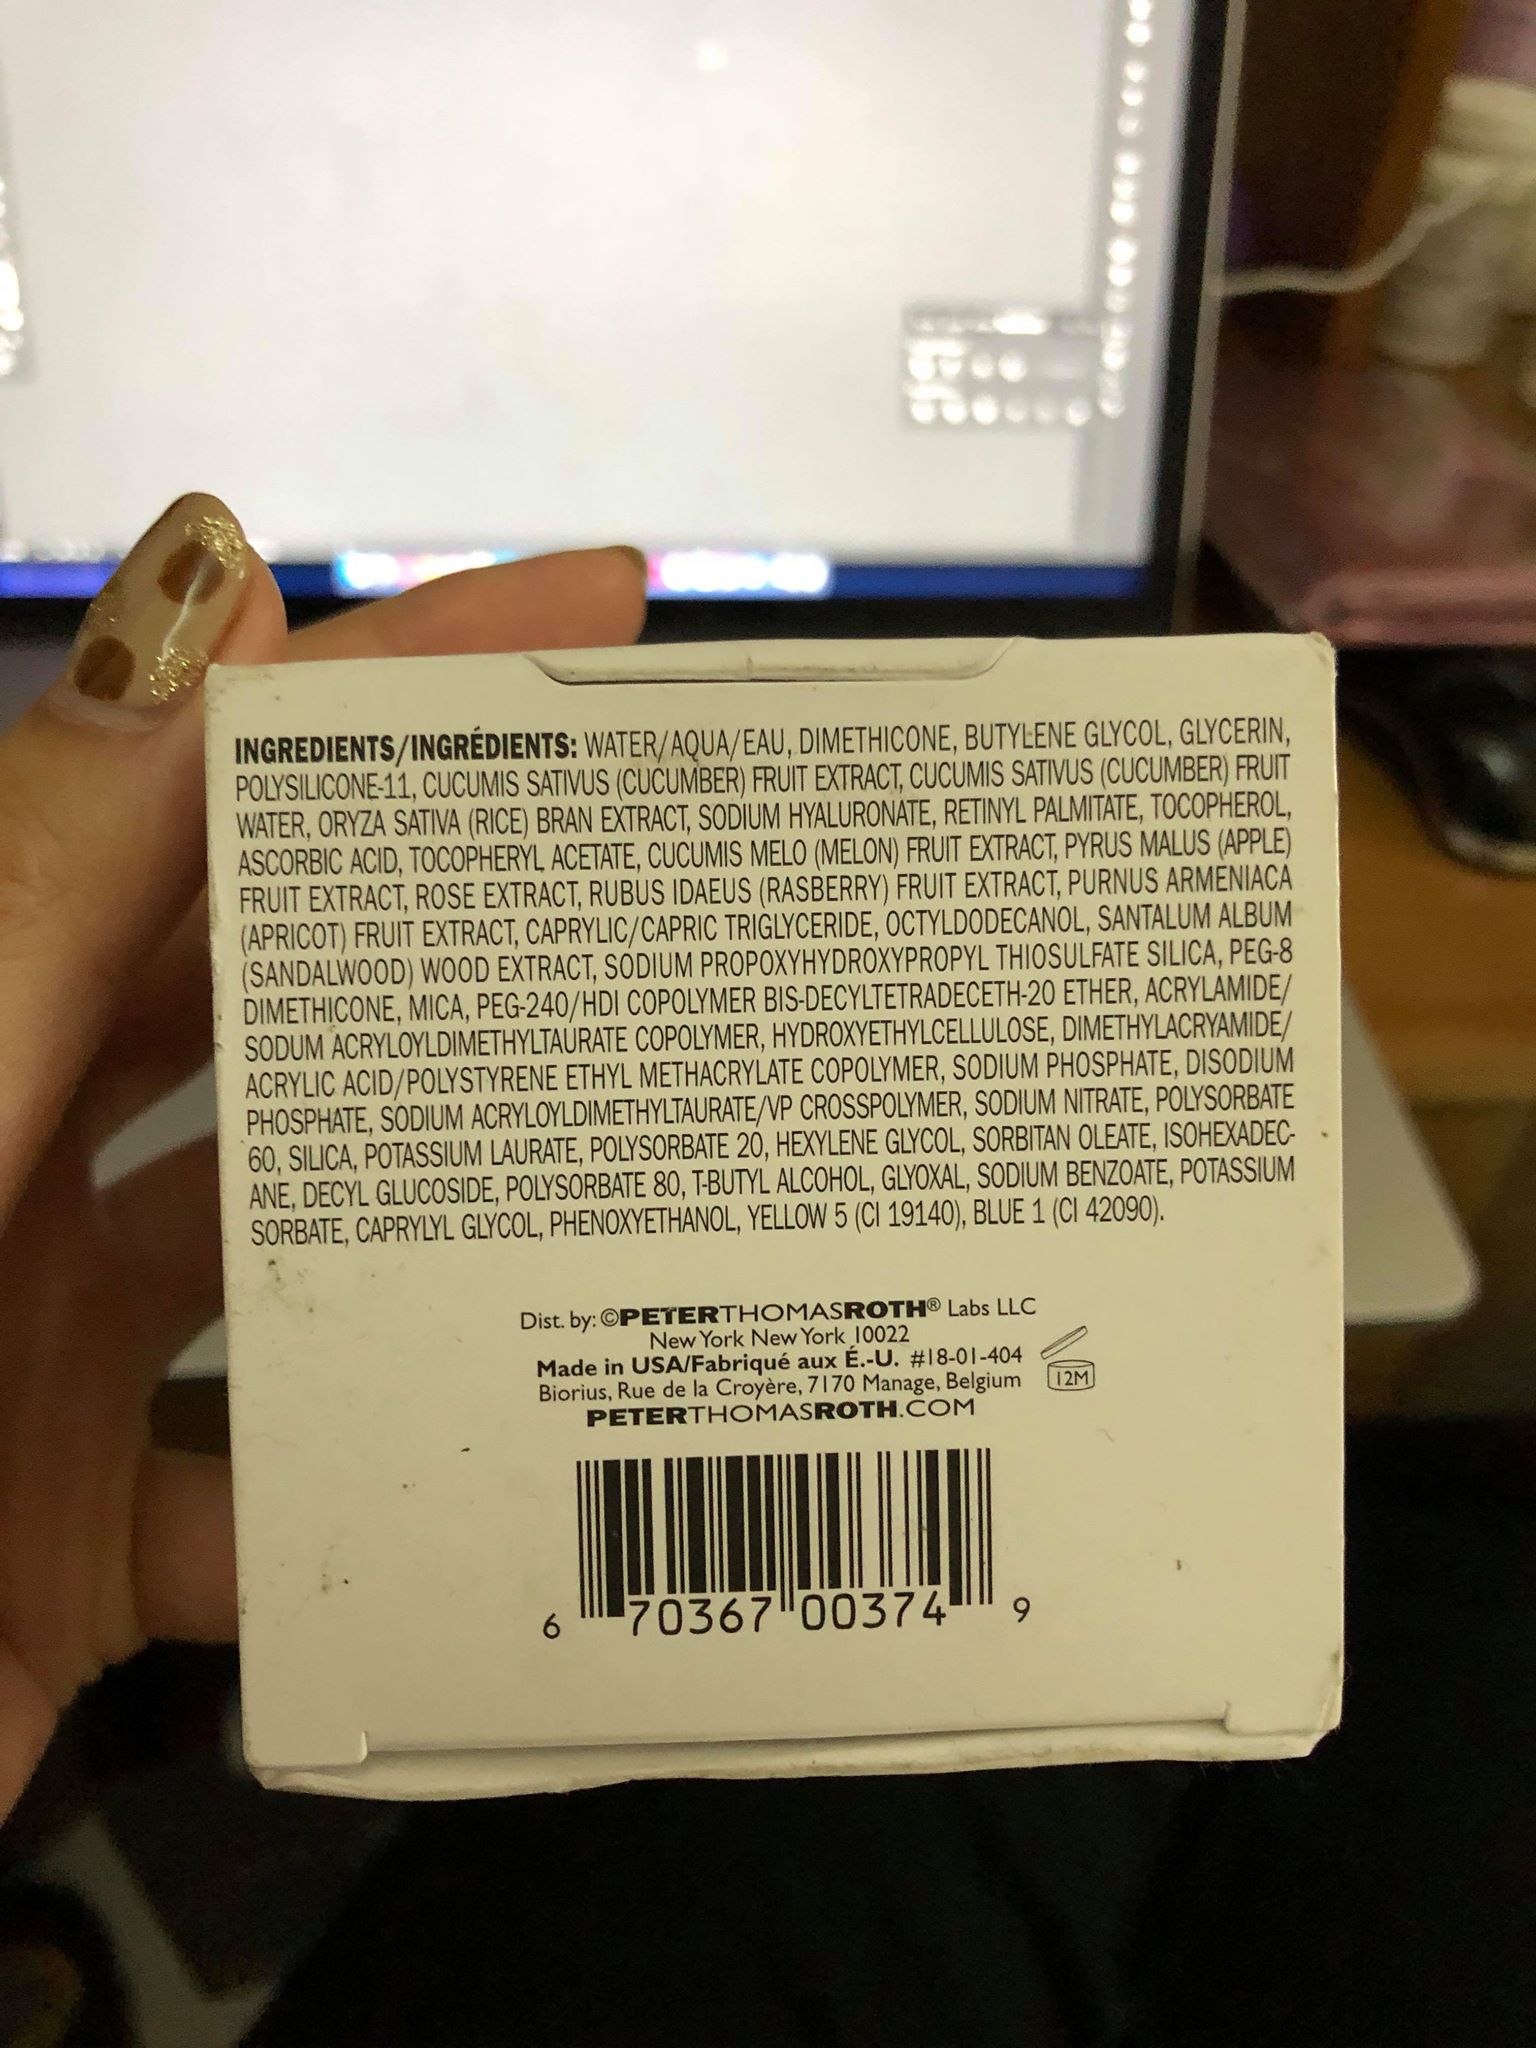 INGREDIENTS/INGRÉDIENTS: WATER/AQUA/EAU, DIMETHICONE, BUTYLENE GLYCOL, GLYCERIN,
POLYSILICONE-11, CUCUMIS SATIVUS (CUCUMBER) FRUIT EXTRACT, CUCUMIS SATIVUS (CUCUMBER) FRUIT
WATER, ORYZA SATIVA (RICE) BRAN EXTRACT, SODIUM HYALURONATE, RETINYL PALMITATE, TOCOPHEROL,
ASCORBIC ACID, TOCOPHERYL ACETATE, CUCUMIS MELO (MELON) FRUIT EXTRACT, PYRUS MALUS (APPLE)
FRUIT EXTRACT, ROSE EXTRACT, RUBUS IDAEUS (RASBERRY) FRUIT EXTRACT, PURNUS ARMENIACA
(APRICOT) FRUIT EXTRACT, CAPRYLIC/CAPRIC TRIGLYCERIDE, OCTYLDODECANOL, SANTALUM ALBUM
(SANDALWOOD) WOOD EXTRACT, SODIUM PROPOXYHYDROXYPROPYL THIOSULFATE SILICA, PEG-8
DIMETHICONE, MICA, PEG-240/HDI COPOLYMER BIS-DECYLTETRADECETH-20 ETHER, ACRYLAMIDE/
SODUM ACRYLOYLDIMETHYLTAURATE COPOLYMER, HYDROXYETHYLCELLULOSE, DIMETHYLACRYAMIDE/
ACRYLIC ACID/POLYSTYRENE ETHYL METHACRYLATE COPOLYMER, SODIUM PHOSPHATE, DISODIUM
PHOSPHATE, SODIUM ACRYLOYLDIMETHYLTAURATE/VP CROSSPOLYMER, SODIUM NITRATE, POLYSORBATE
60, SILICA, POTASSIUM LAURATE, POLYSORBATE 20, HEXYLENE GLYCOL, SORBITAN OLEATE, ISOHEXADEC-
ANE, DECYL GLUCOSIDE, POLYSORBATE 80, T-BUTYL ALCOHOL, GLYOXAL, SODIUM BENZOATE, POTASSIUM
SORBATE, CAPRYLYL GLYCOL, PHENOXYETHANOL, YELLOW 5 (CI 19140), BLUE 1 (CI 42090).
Dist. by: ©PETERTHOMASROTH® Labs LLC
New York New York 10022
Made in USA/Fabriqué aux É.-U. #18-01-404
Biorius, Rue de la Croyère, 7170 Manage, Belgium
12M
PETERTHOMASROTH.COM
6 70367 00374 9